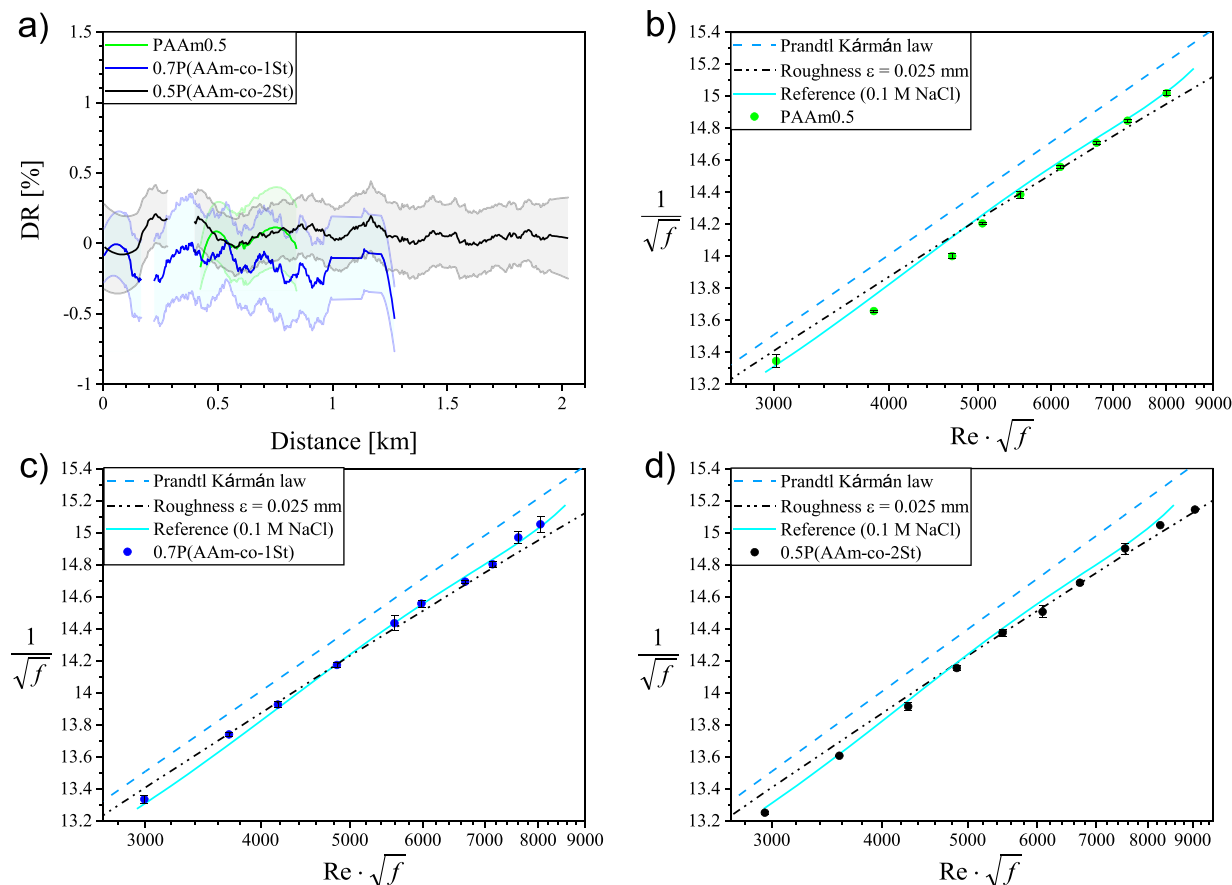 a)
1.5
1
0.5
0
-0.5
-1
DR [%]
PAAm0.5
0.7P(AAm-co-1St)
0.5P(AAm-co-2St)
0 0.5 1 1.5 2
Distance [km]
b)
15.4
15.2
15
14.8
14.6
14.4
14.2
14
13.8
13.6
13.4
13.2
1/√f
Prandtl Kármán law
Roughness ε = 0.025 mm
Reference (0.1 M NaCl)
PAAm0.5
3000 4000 5000 6000 7000 8000 9000
Re · √f
c)
15.4
15.2
15
14.8
14.6
14.4
14.2
14
13.8
13.6
13.4
13.2
1/√f
Prandtl Kármán law
Roughness ε = 0.025 mm
Reference (0.1 M NaCl)
0.7P(AAm-co-1St)
3000 4000 5000 6000 7000 8000 9000
Re · √f
d)
15.4
15.2
15
14.8
14.6
14.4
14.2
14
13.8
13.6
13.4
13.2
1/√f
Prandtl Kármán law
Roughness ε = 0.025 mm
Reference (0.1 M NaCl)
0.5P(AAm-co-2St)
3000 4000 5000 6000 7000 8000 9000
Re · √f